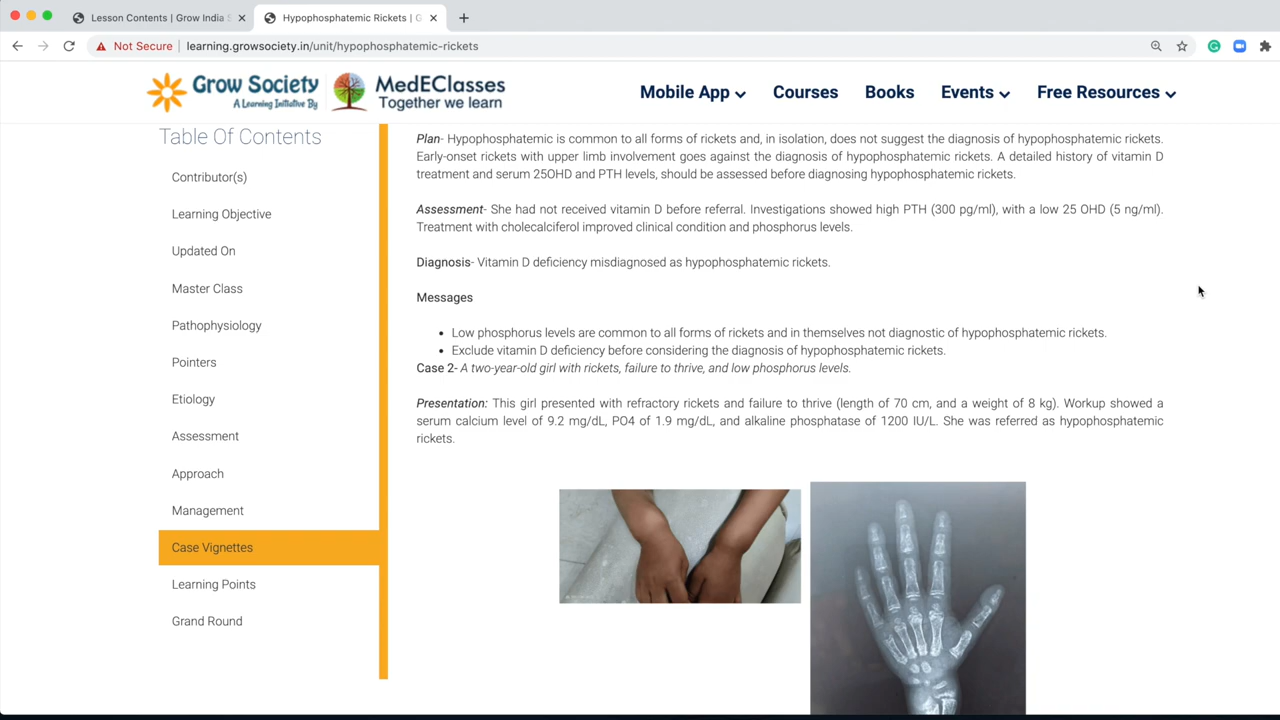 Lesson Contents | Grow India S
Hypophosphatemic Rickets | G
Not Secure
learning.growsociety.in/unit/hypophosphatemic-rickets
Grow Society
A Learning Initiative By
MedEClasses
Together we learn
Mobile App
Courses
Books
Events
Free Resources
Table Of Contents
Contributor(s)
Learning Objective
Updated On
Master Class
Pathophysiology
Pointers
Etiology
Assessment
Approach
Management
Case Vignettes
Learning Points
Grand Round
Plan- Hypophosphatemic is common to all forms of rickets and, in isolation, does not suggest the diagnosis of hypophosphatemic rickets.
Early-onset rickets with upper limb involvement goes against the diagnosis of hypophosphatemic rickets. A detailed history of vitamin D
treatment and serum 25OHD and PTH levels, should be assessed before diagnosing hypophosphatemic rickets.
Assessment- She had not received vitamin D before referral. Investigations showed high PTH (300 pg/ml), with a low 25 OHD (5 ng/ml).
Treatment with cholecalciferol improved clinical condition and phosphorus levels.
Diagnosis- Vitamin D deficiency misdiagnosed as hypophosphatemic rickets.
Messages
• Low phosphorus levels are common to all forms of rickets and in themselves not diagnostic of hypophosphatemic rickets.
• Exclude vitamin D deficiency before considering the diagnosis of hypophosphatemic rickets.
Case 2- A two-year-old girl with rickets, failure to thrive, and low phosphorus levels.
Presentation: This girl presented with refractory rickets and failure to thrive (length of 70 cm, and a weight of 8 kg). Workup showed a
serum calcium level of 9.2 mg/dL, PO4 of 1.9 mg/dL, and alkaline phosphatase of 1200 IU/L. She was referred as hypophosphatemic
rickets.